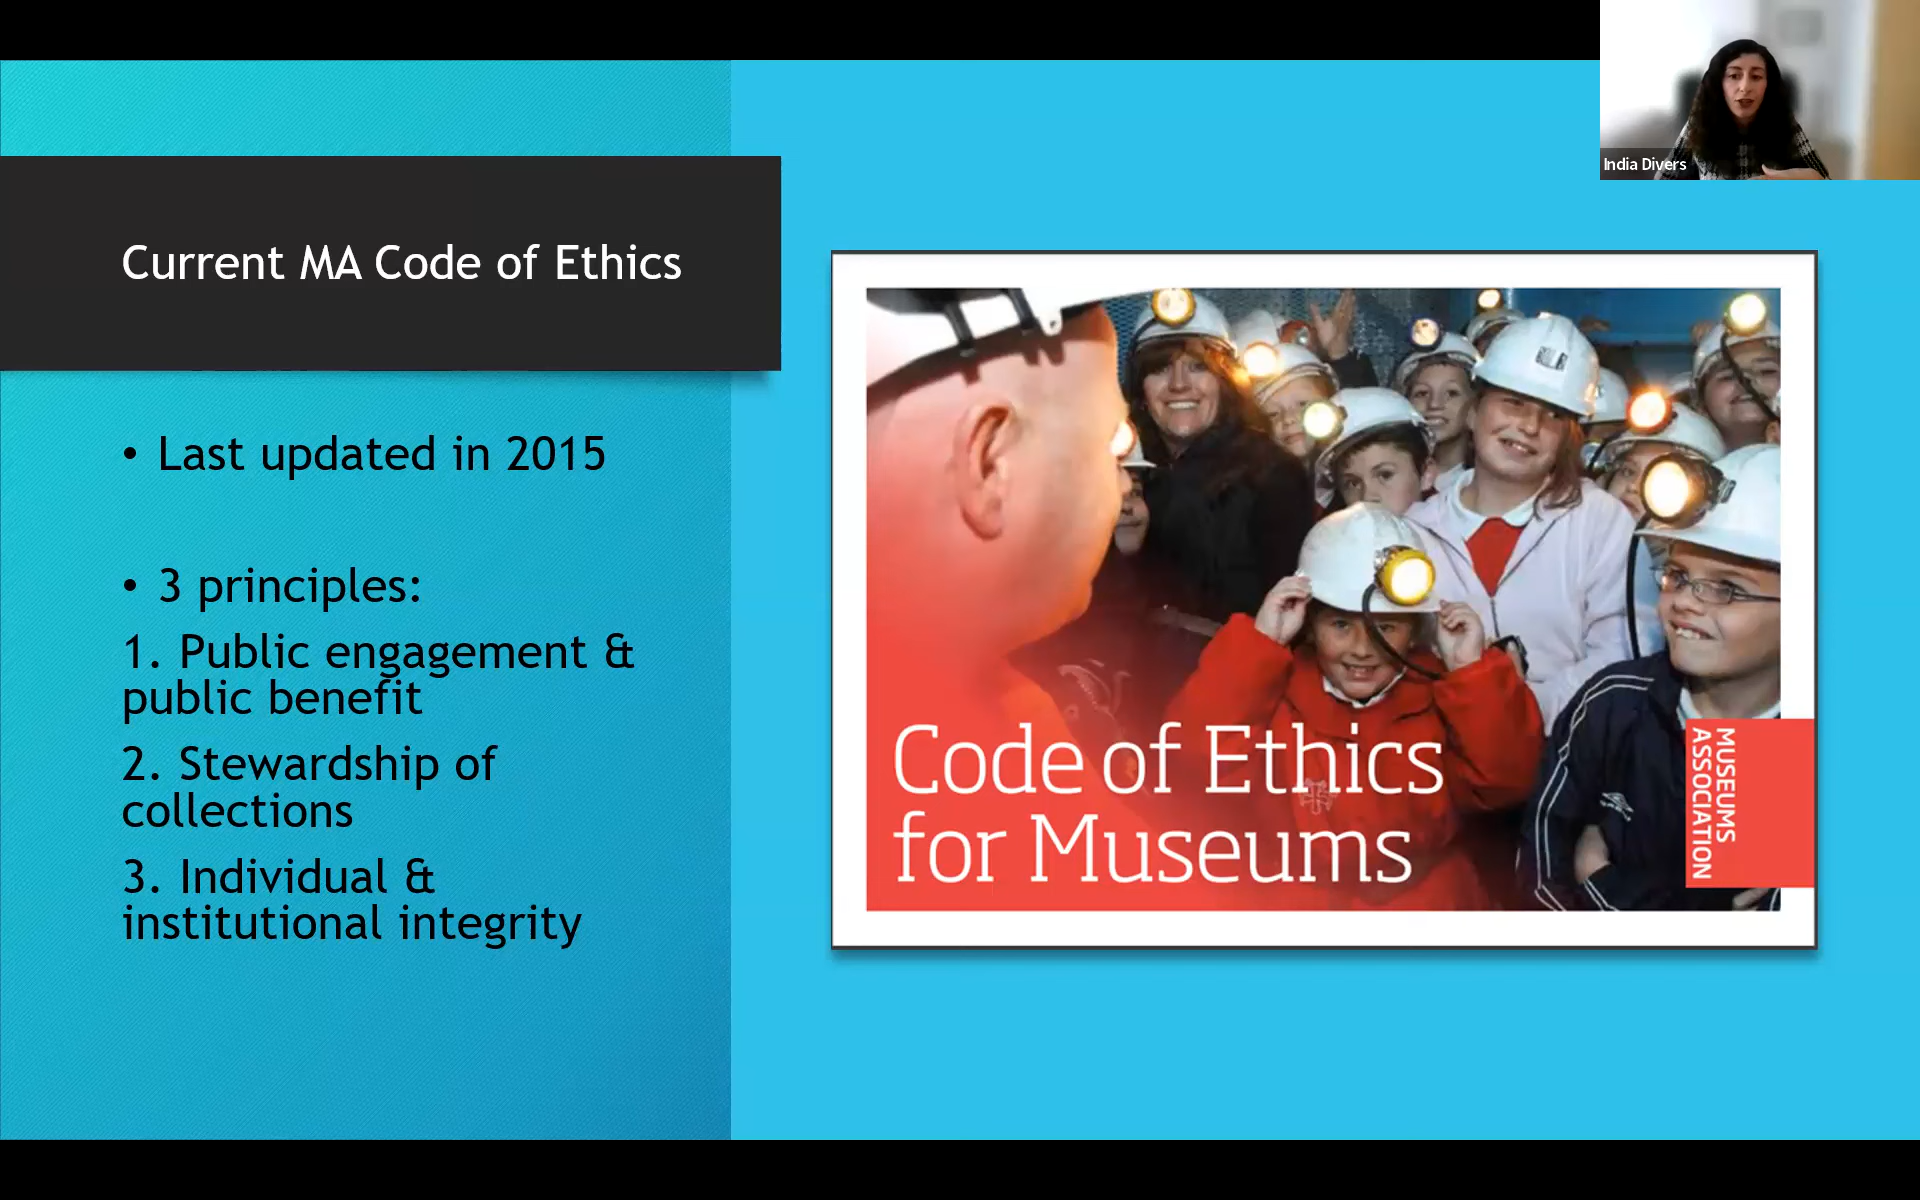 India Divers
Current MA Code of Ethics
• Last updated in 2015
• 3 principles:
1. Public engagement &
public benefit
2. Stewardship of
collections
3. Individual &
institutional integrity
Code of Ethics
for Museums
MUSEUMS
ASSOCIATION